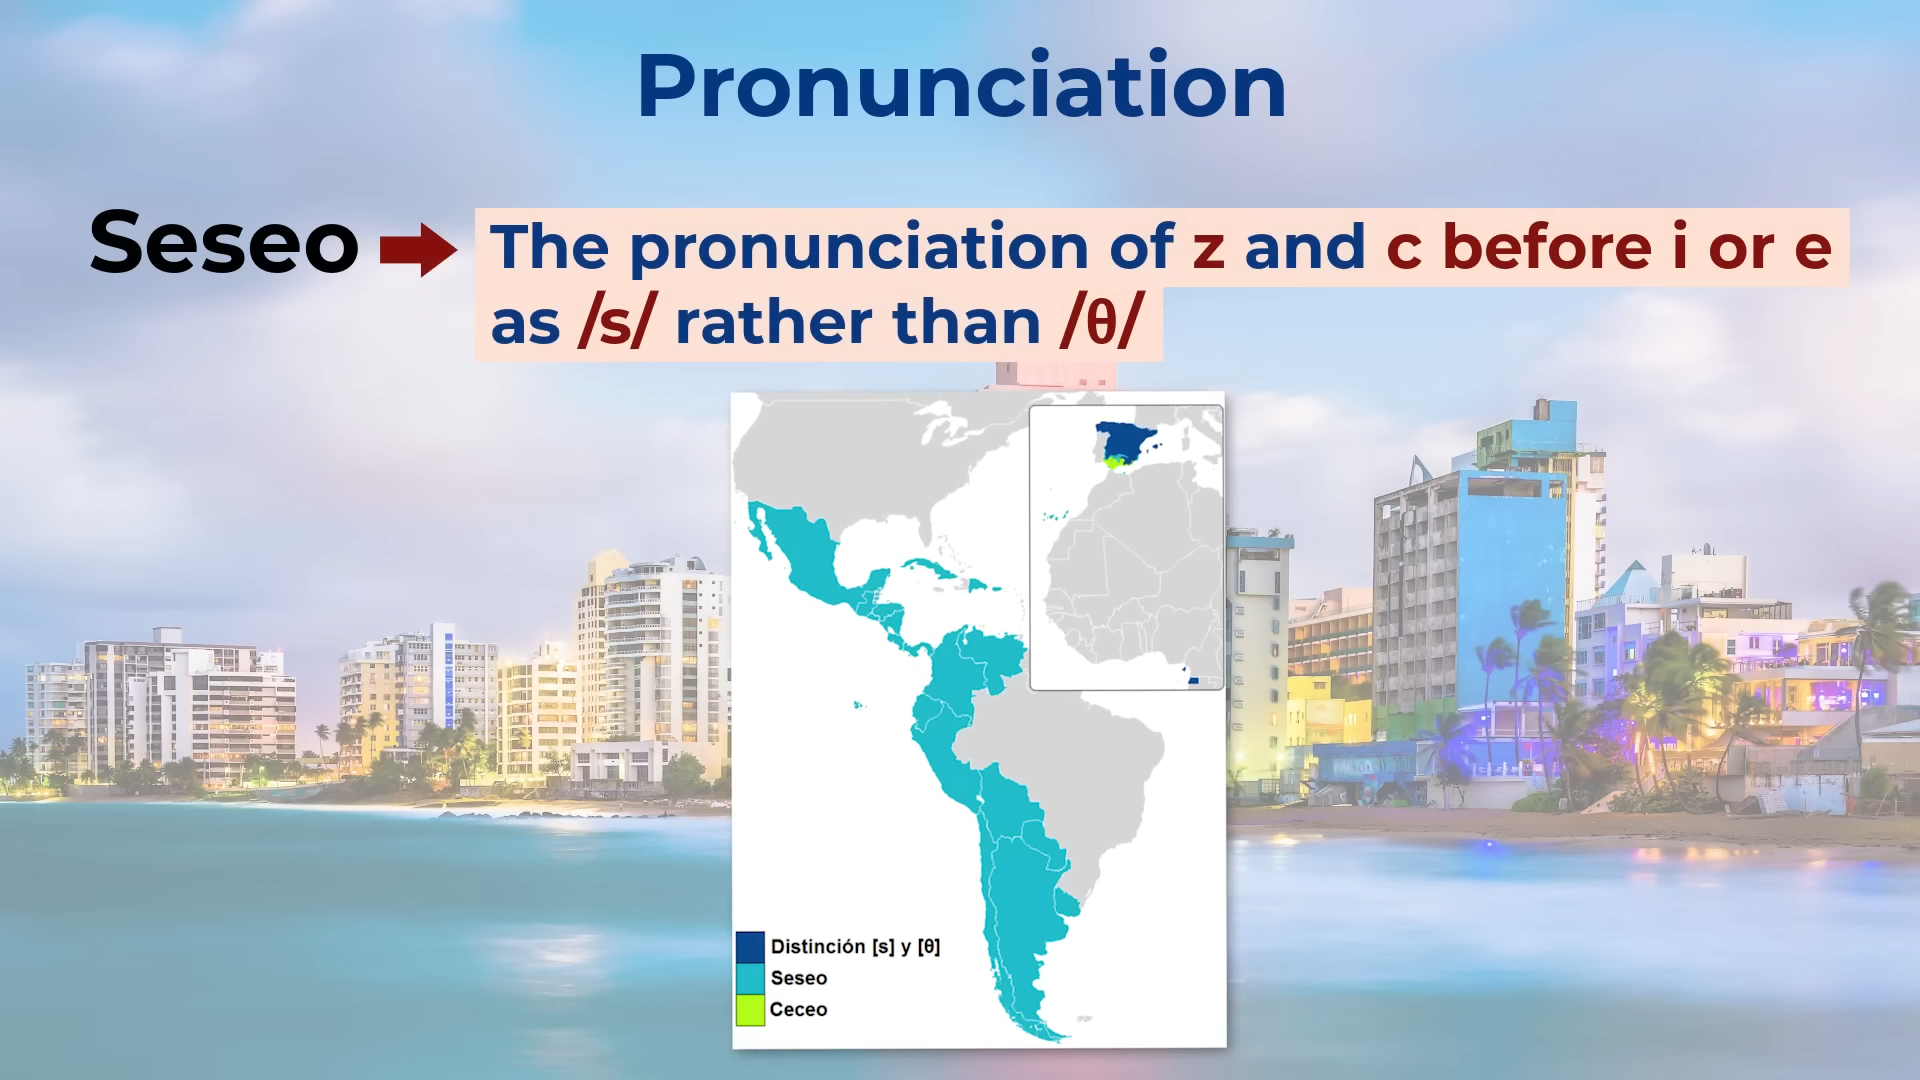 Pronunciation
Seseo
The pronunciation of z and c before i or e
as /s/ rather than /θ/
Distinción [s] y [θ]
Seseo
Ceceo